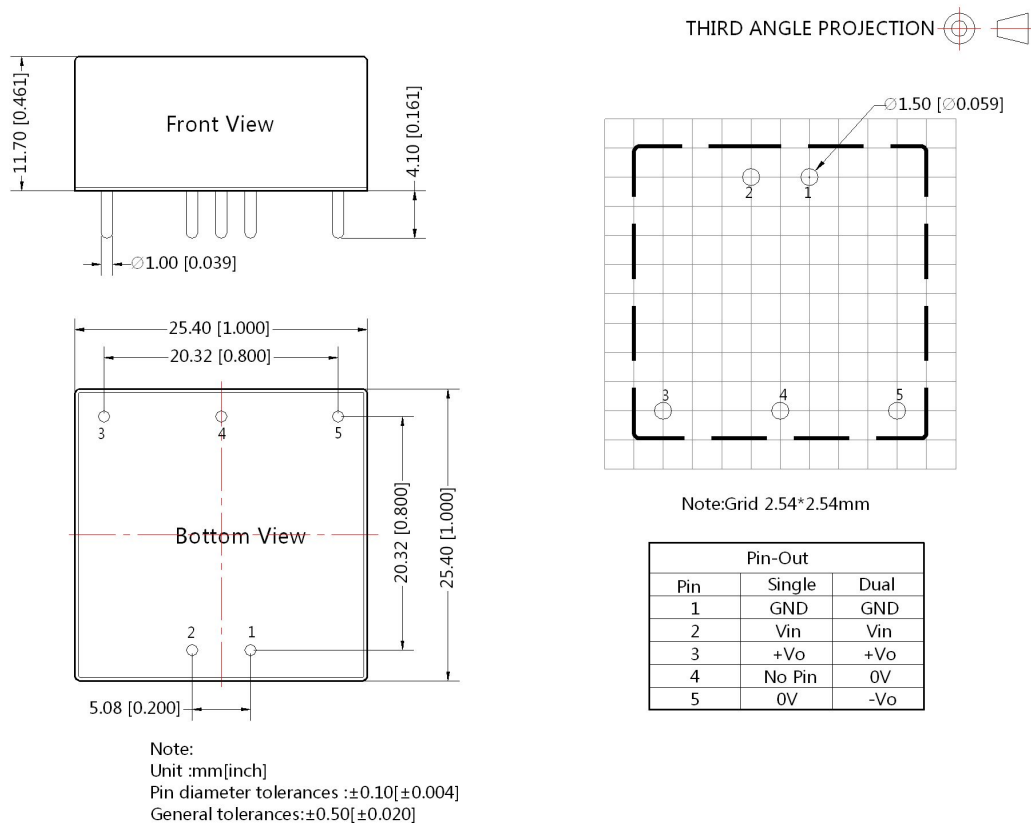 THIRD ANGLE PROJECTION
11.70 [0.461]
Front View
4.10 [0.161]
∅1.00 [0.039]
∅1.50 [∅0.059]
2
1
3
4
5
Note:Grid 2.54*2.54mm
25.40 [1.000]
20.32 [0.800]
3
4
5
Bottom View
20.32 [0.800]
25.40 [1.000]
2
1
5.08 [0.200]
Note:
Unit :mm[inch]
Pin diameter tolerances :±0.10[±0.004]
General tolerances:±0.50[±0.020]
Pin-Out
Pin Single Dual
1 GND GND
2 Vin Vin
3 +Vo +Vo
4 No Pin 0V
5 0V -Vo